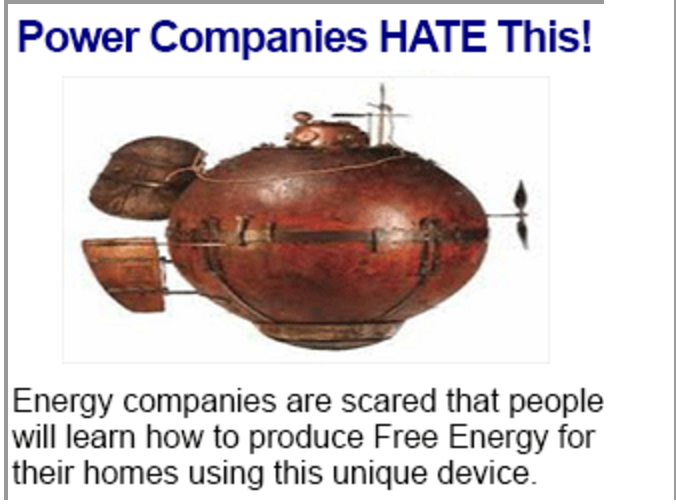 Power Companies HATE This!
Energy companies are scared that people
will learn how to produce Free Energy for
their homes using this unique device.